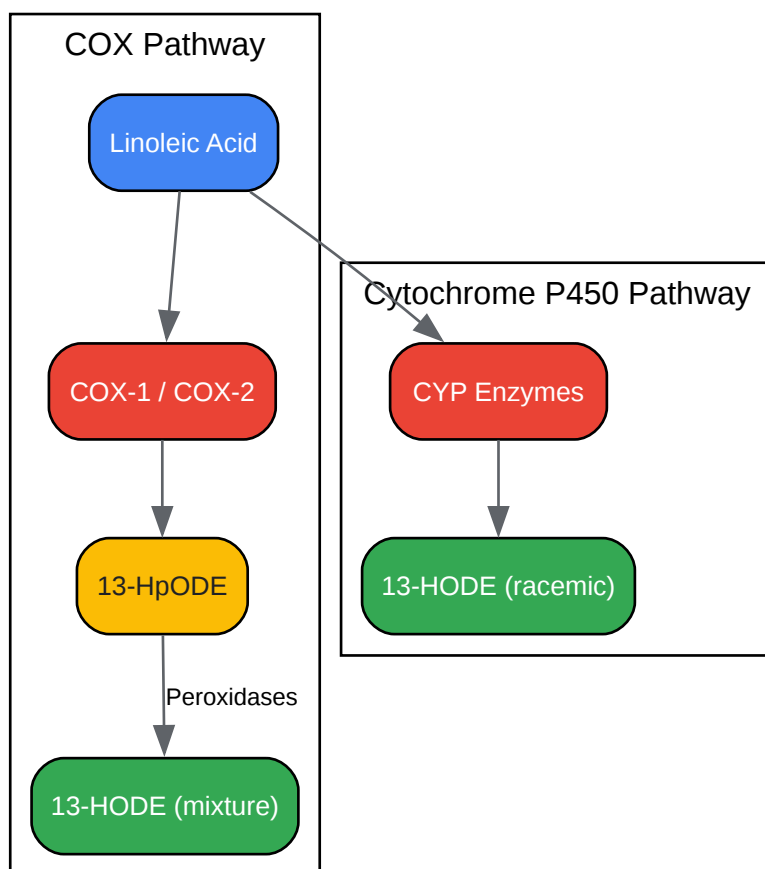 COX Pathway
Linoleic Acid
Cytochrome P450 Pathway
COX-1 / COX-2
CYP Enzymes
13-HpODE
13-HODE (racemic)
Peroxidases
13-HODE (mixture)